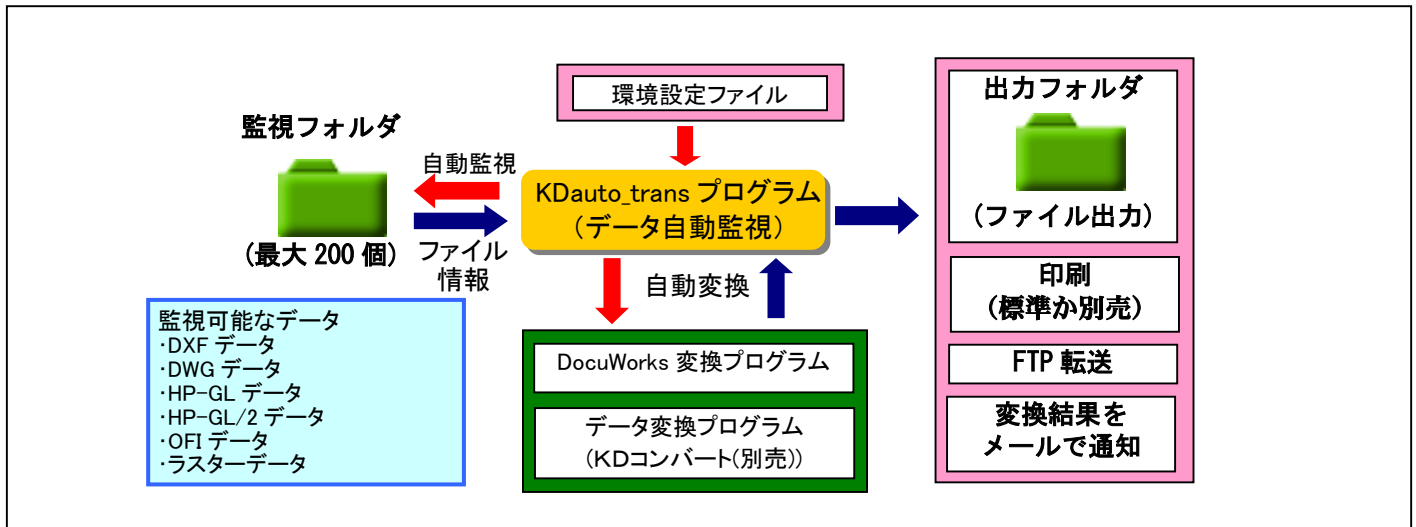 監視フォルダ
(最大 200 個)
自動監視
ファイル
情報
監視可能なデータ
・DXF データ
・DWG データ
・HP-GL データ
・HP-GL/2 データ
・OFI データ
・ラスターデータ
環境設定ファイル
KDauto_trans プログラム
(データ自動監視)
自動変換
DocuWorks 変換プログラム
データ変換プログラム
(KDコンバート(別売))
出力フォルダ
(ファイル出力)
印刷
(標準か別売)
FTP 転送
変換結果を
メールで通知